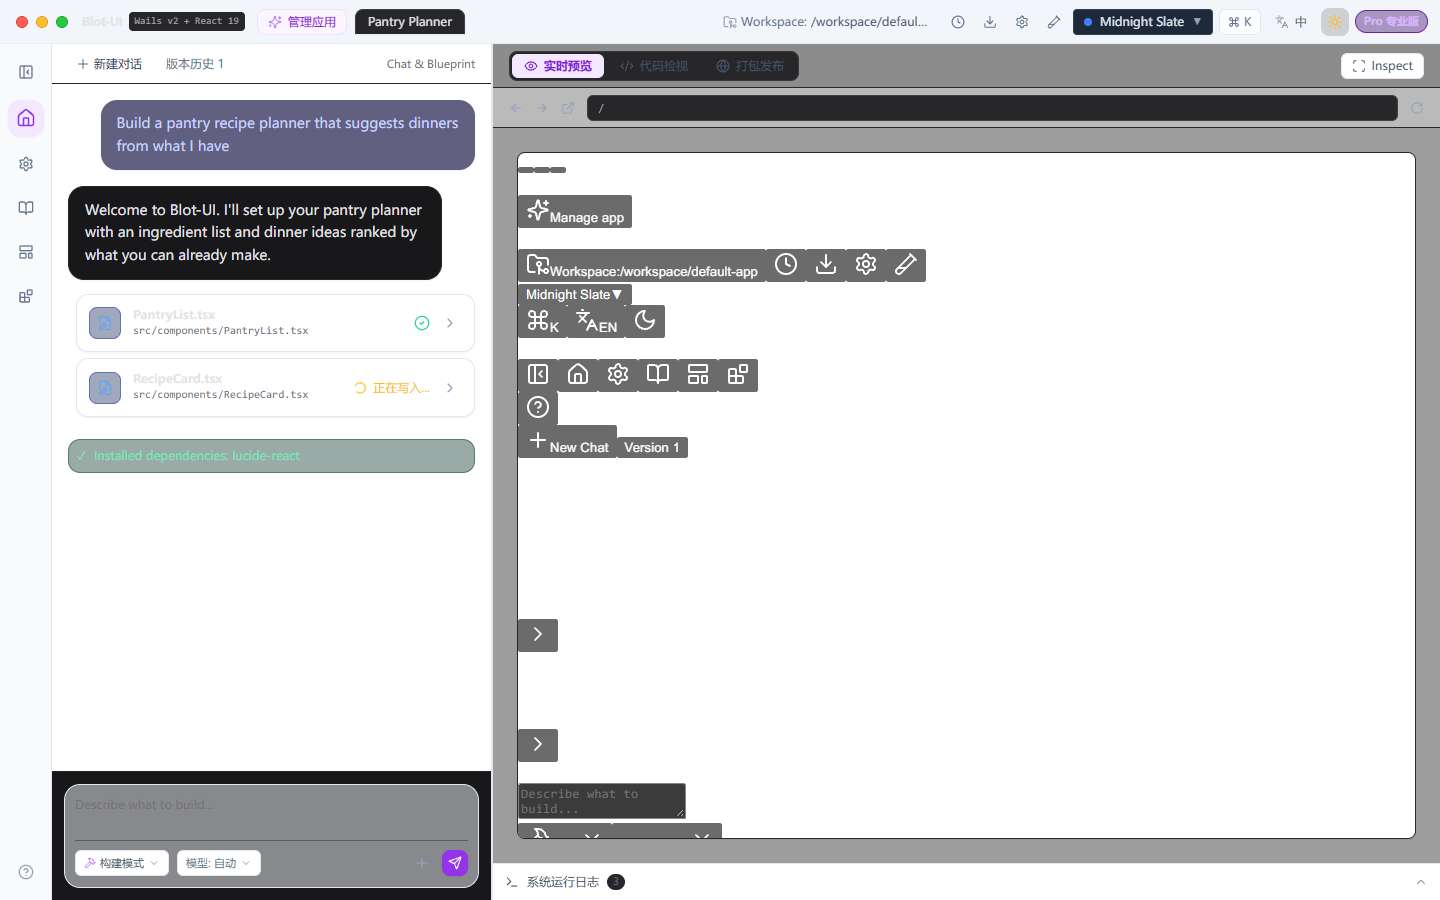 Blot-UI
Wails v2 + React 19
管理应用
Pantry Planner
Workspace: /workspace/defaul...
Midnight Slate ▼
⌘ K
中
Pro 专业版
新建对话
版本历史 1
Chat & Blueprint
Build a pantry recipe planner that suggests dinners
from what I have
Welcome to Blot-UI. I'll set up your pantry planner
with an ingredient list and dinner ideas ranked by
what you can already make.
PantryList.tsx
src/components/PantryList.tsx
RecipeCard.tsx
src/components/RecipeCard.tsx
正在写入...
✓ Installed dependencies: lucide-react
Describe what to build...
构建模式
模型: 自动
实时预览
代码检视
打包发布
Inspect
/
Manage app
Workspace:/workspace/default-app
Midnight Slate▼
⌘K
EN
New Chat
Version 1
Describe what to
build...
系统运行日志
3